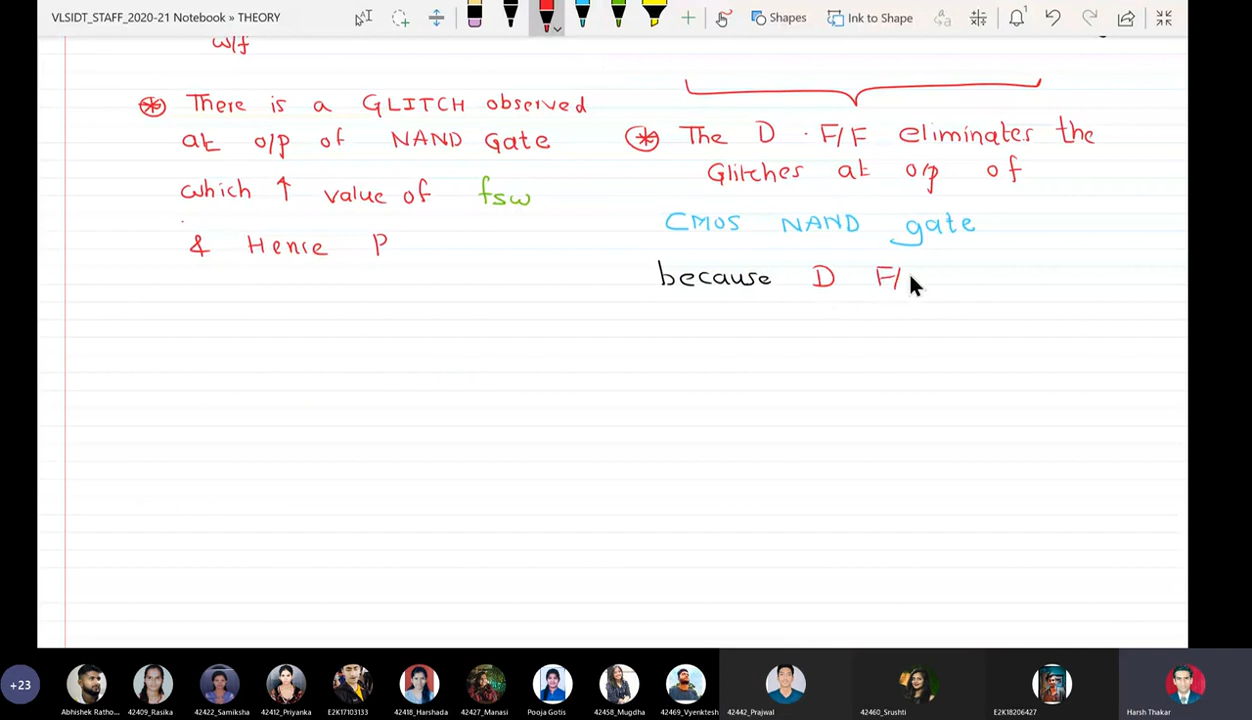 VLSIDT_STAFF_2020-21 Notebook » THEORY
Shapes
Ink to Shape
w/f
There is a GLITCH observed
at o/p of NAND Gate
which ↑ value of fsw
& Hence P
The D F/F eliminates the
Glitches at o/p of
CMOS NAND gate
because D F/
+23
Abhishek Ratho...
42409_Rasika
42422_Samiksha
42412_Priyanka
E2K17103133
42418_Harshada
42427_Manasi
Pooja Gotis
42458_Mugdha
42469_Vyenktesh
42442_Prajwal
42460_Srushti
E2K18206427
Harsh Thakar